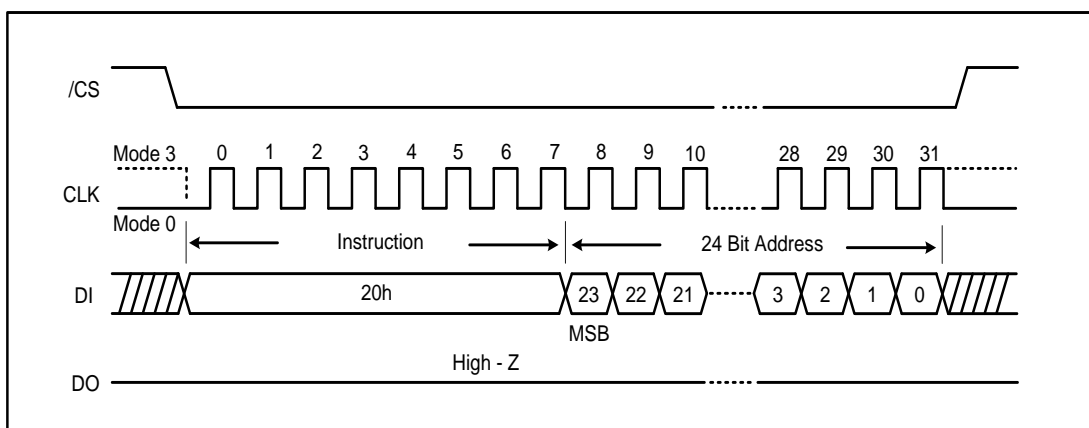 /CS
Mode 3
0 1 2 3 4 5 6 7 8 9 10 28 29 30 31
CLK
Mode 0
Instruction 24 Bit Address
DI 20h 23 22 21 3 2 1 0
MSB
High - Z
DO